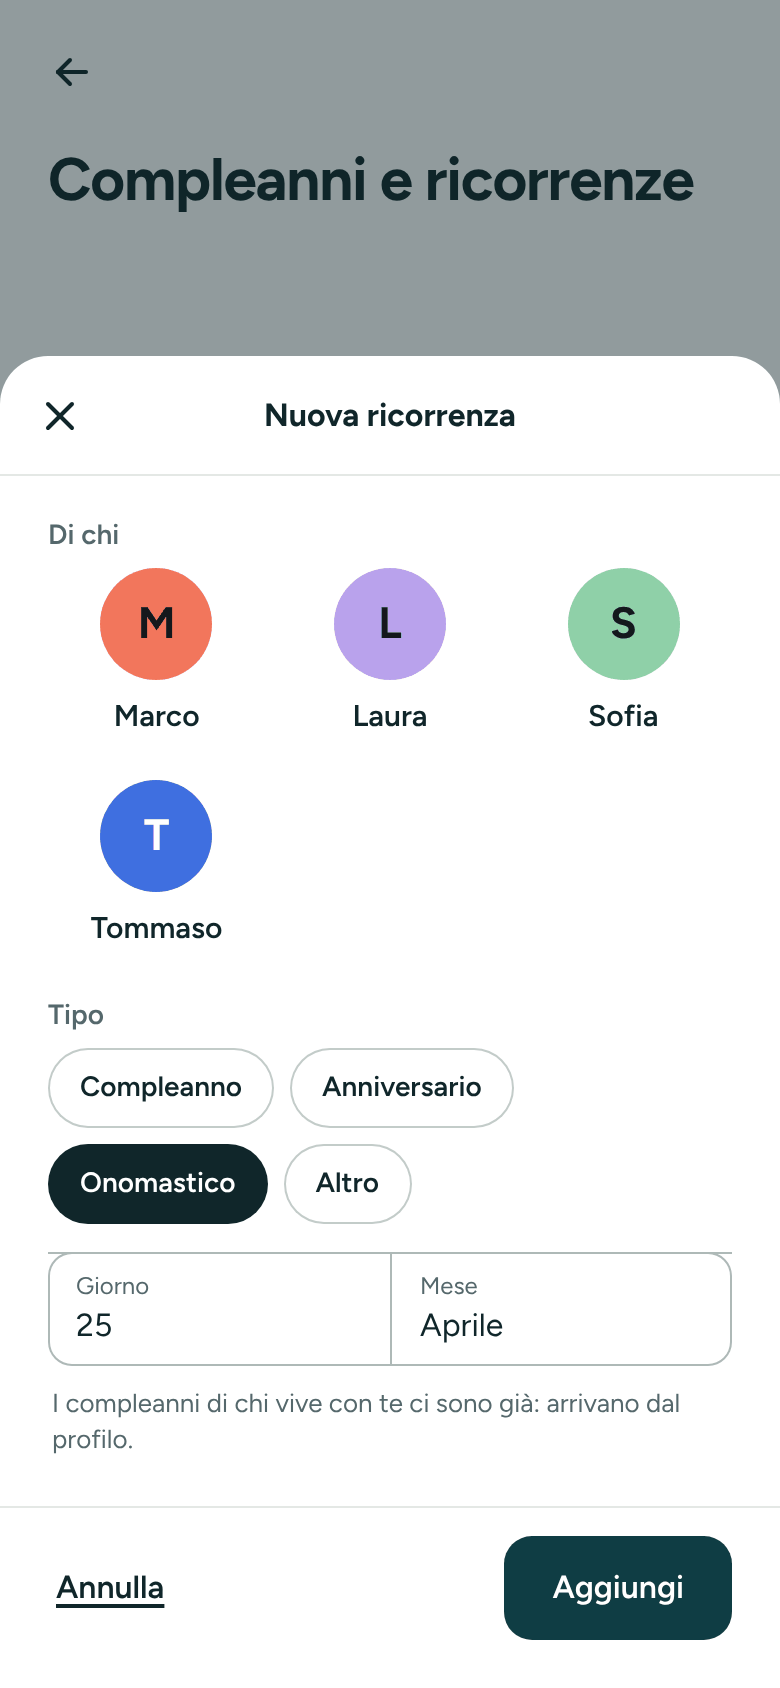 Compleanni e ricorrenze
Nuova ricorrenza
Di chi
M
L
S
Marco
Laura
Sofia
T
Tommaso
Tipo
Compleanno
Anniversario
Onomastico
Altro
Giorno
Mese
25
Aprile
I compleanni di chi vive con te ci sono già: arrivano dal
profilo.
Annulla
Aggiungi